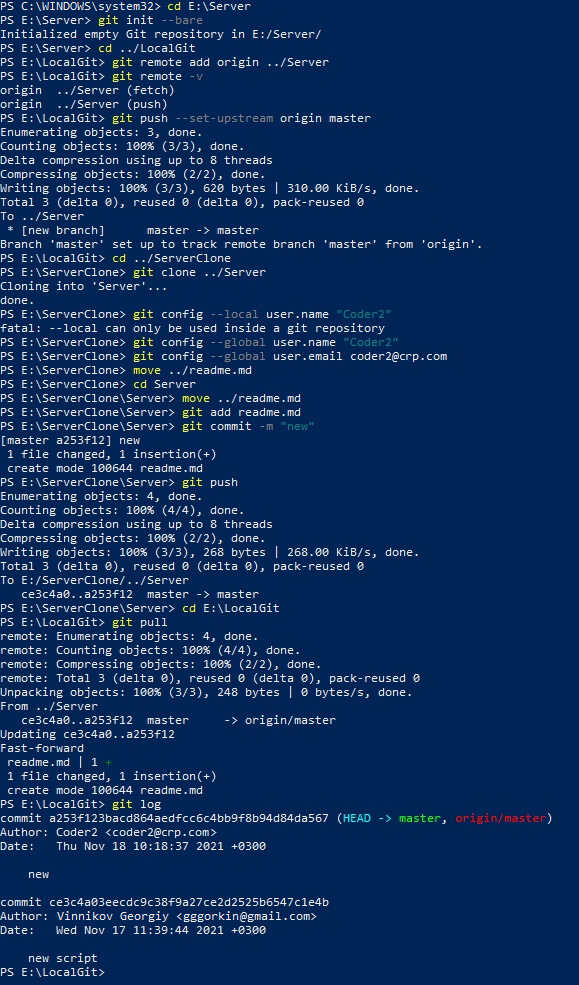 PS C:\WINDOWS\system32> cd E:\Server
PS E:\Server> git init --bare
Initialized empty Git repository in E:/Server/
PS E:\Server> cd ../LocalGit
PS E:\LocalGit> git remote add origin ../Server
PS E:\LocalGit> git remote -v
origin  ../Server (fetch)
origin  ../Server (push)
PS E:\LocalGit> git push --set-upstream origin master
Enumerating objects: 3, done.
Counting objects: 100% (3/3), done.
Delta compression using up to 8 threads
Compressing objects: 100% (2/2), done.
Writing objects: 100% (3/3), 620 bytes | 310.00 KiB/s, done.
Total 3 (delta 0), reused 0 (delta 0), pack-reused 0
To ../Server
 * [new branch]      master -> master
Branch 'master' set up to track remote branch 'master' from 'origin'.
PS E:\LocalGit> cd ../ServerClone
PS E:\ServerClone> git clone ../Server
Cloning into 'Server'...
done.
PS E:\ServerClone> git config --local user.name "Coder2"
fatal: --local can only be used inside a git repository
PS E:\ServerClone> git config --global user.name "Coder2"
PS E:\ServerClone> git config --global user.email coder2@crp.com
PS E:\ServerClone> move ../readme.md
PS E:\ServerClone> cd Server
PS E:\ServerClone\Server> move ../readme.md
PS E:\ServerClone\Server> git add readme.md
PS E:\ServerClone\Server> git commit -m "new"
[master a253f12] new
 1 file changed, 1 insertion(+)
 create mode 100644 readme.md
PS E:\ServerClone\Server> git push
Enumerating objects: 4, done.
Counting objects: 100% (4/4), done.
Delta compression using up to 8 threads
Compressing objects: 100% (2/2), done.
Writing objects: 100% (3/3), 268 bytes | 268.00 KiB/s, done.
Total 3 (delta 0), reused 0 (delta 0), pack-reused 0
To E:/ServerClone/../Server
   ce3c4a0..a253f12  master -> master
PS E:\ServerClone\Server> cd E:\LocalGit
PS E:\LocalGit> git pull
remote: Enumerating objects: 4, done.
remote: Counting objects: 100% (4/4), done.
remote: Compressing objects: 100% (2/2), done.
remote: Total 3 (delta 0), reused 0 (delta 0), pack-reused 0
Unpacking objects: 100% (3/3), 248 bytes | 0 bytes/s, done.
From ../Server
   ce3c4a0..a253f12  master     -> origin/master
Updating ce3c4a0..a253f12
Fast-forward
 readme.md | 1 +
 1 file changed, 1 insertion(+)
 create mode 100644 readme.md
PS E:\LocalGit> git log
commit a253f123bacd864aedfcc6c4bb9f8b94d84da567 (HEAD -> master, origin/master)
Author: Coder2 <coder2@crp.com>
Date:   Thu Nov 18 10:18:37 2021 +0300

    new

commit ce3c4a03eecdc9c38f9a27ce2d2525b6547c1e4b
Author: Vinnikov Georgiy <gggorkin@gmail.com>
Date:   Wed Nov 17 11:39:44 2021 +0300

    new script
PS E:\LocalGit>